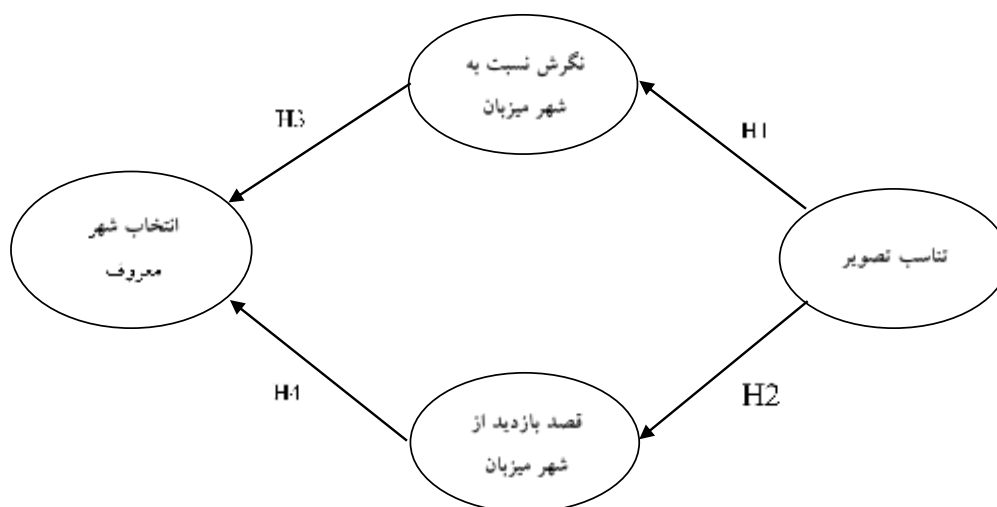 نگرش نسبت به
شهر میزبان
H3
H1
انتخاب شهر
معروف
تناسب تصویر
H4
H2
قصد بازدید از
شهر میزبان